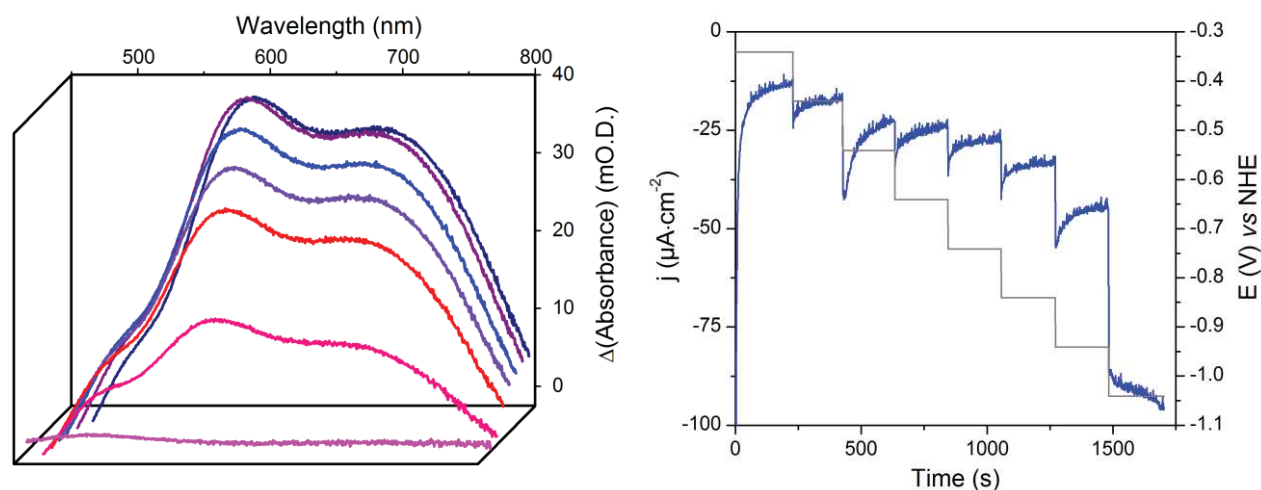 Wavelength (nm)
500 600 700 800
40
30
20
10
0
Δ(Absorbance) (mO.D.)
0
-25
-50
-75
-100
j (μA·cm⁻²)
0 500 1000 1500
Time (s)
-0.3
-0.4
-0.5
-0.6
-0.7
-0.8
-0.9
-1.0
-1.1
E (V) vs NHE